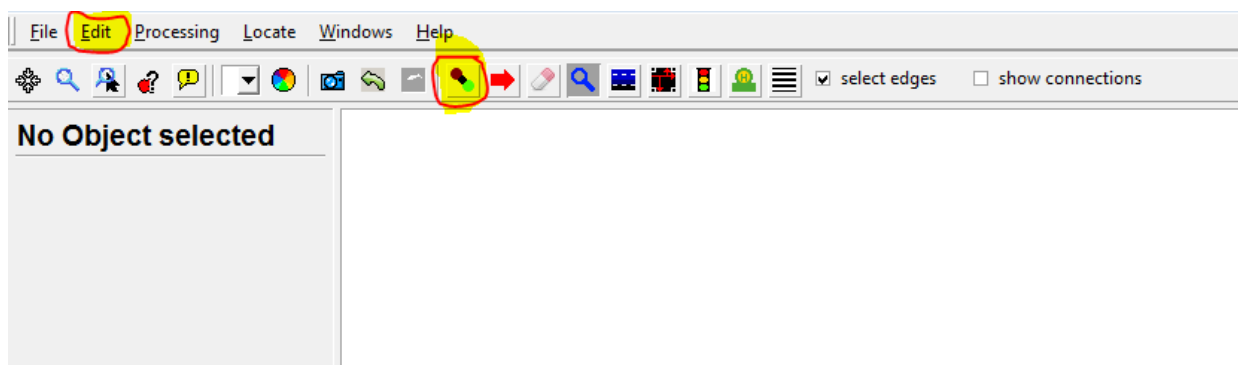 File Edit Processing Locate Windows Help
select edges show connections
No Object selected